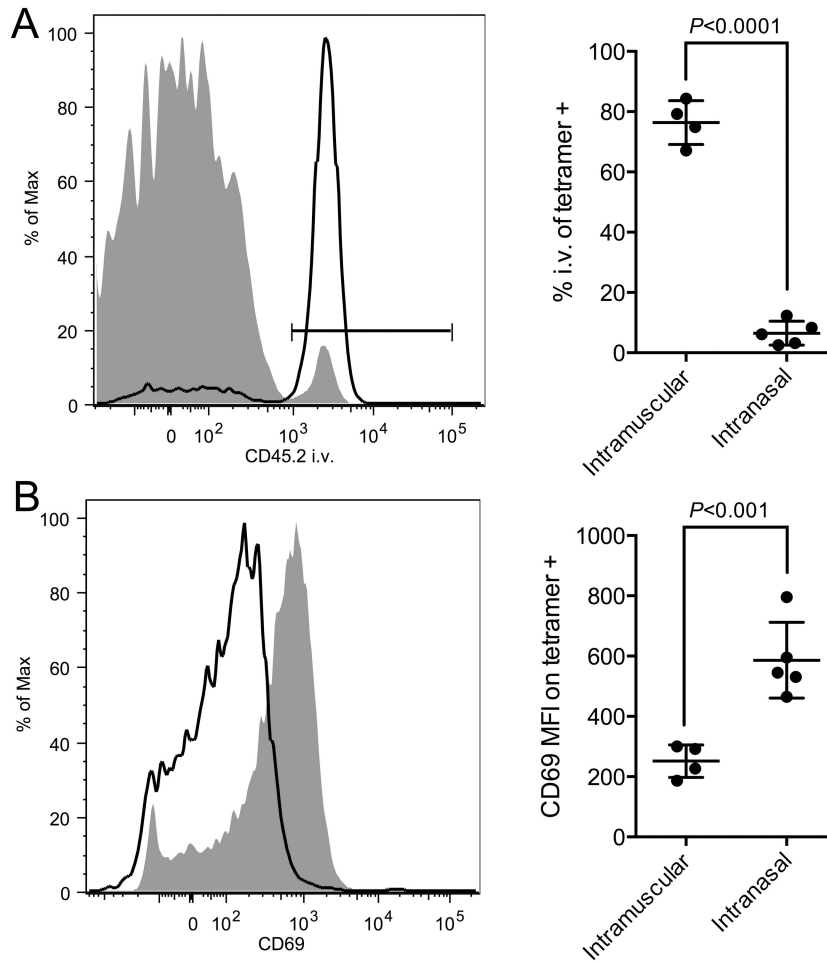 A
% of Max
100
80
60
40
20
0
0 10² 10³ 10⁴ 10⁵
CD45.2 i.v.
P<0.0001
% i.v. of tetramer +
100
80
60
40
20
0
Intramuscular
Intranasal
B
% of Max
100
80
60
40
20
0
0 10² 10³ 10⁴ 10⁵
CD69
P<0.001
CD69 MFI on tetramer +
1000
800
600
400
200
0
Intramuscular
Intranasal